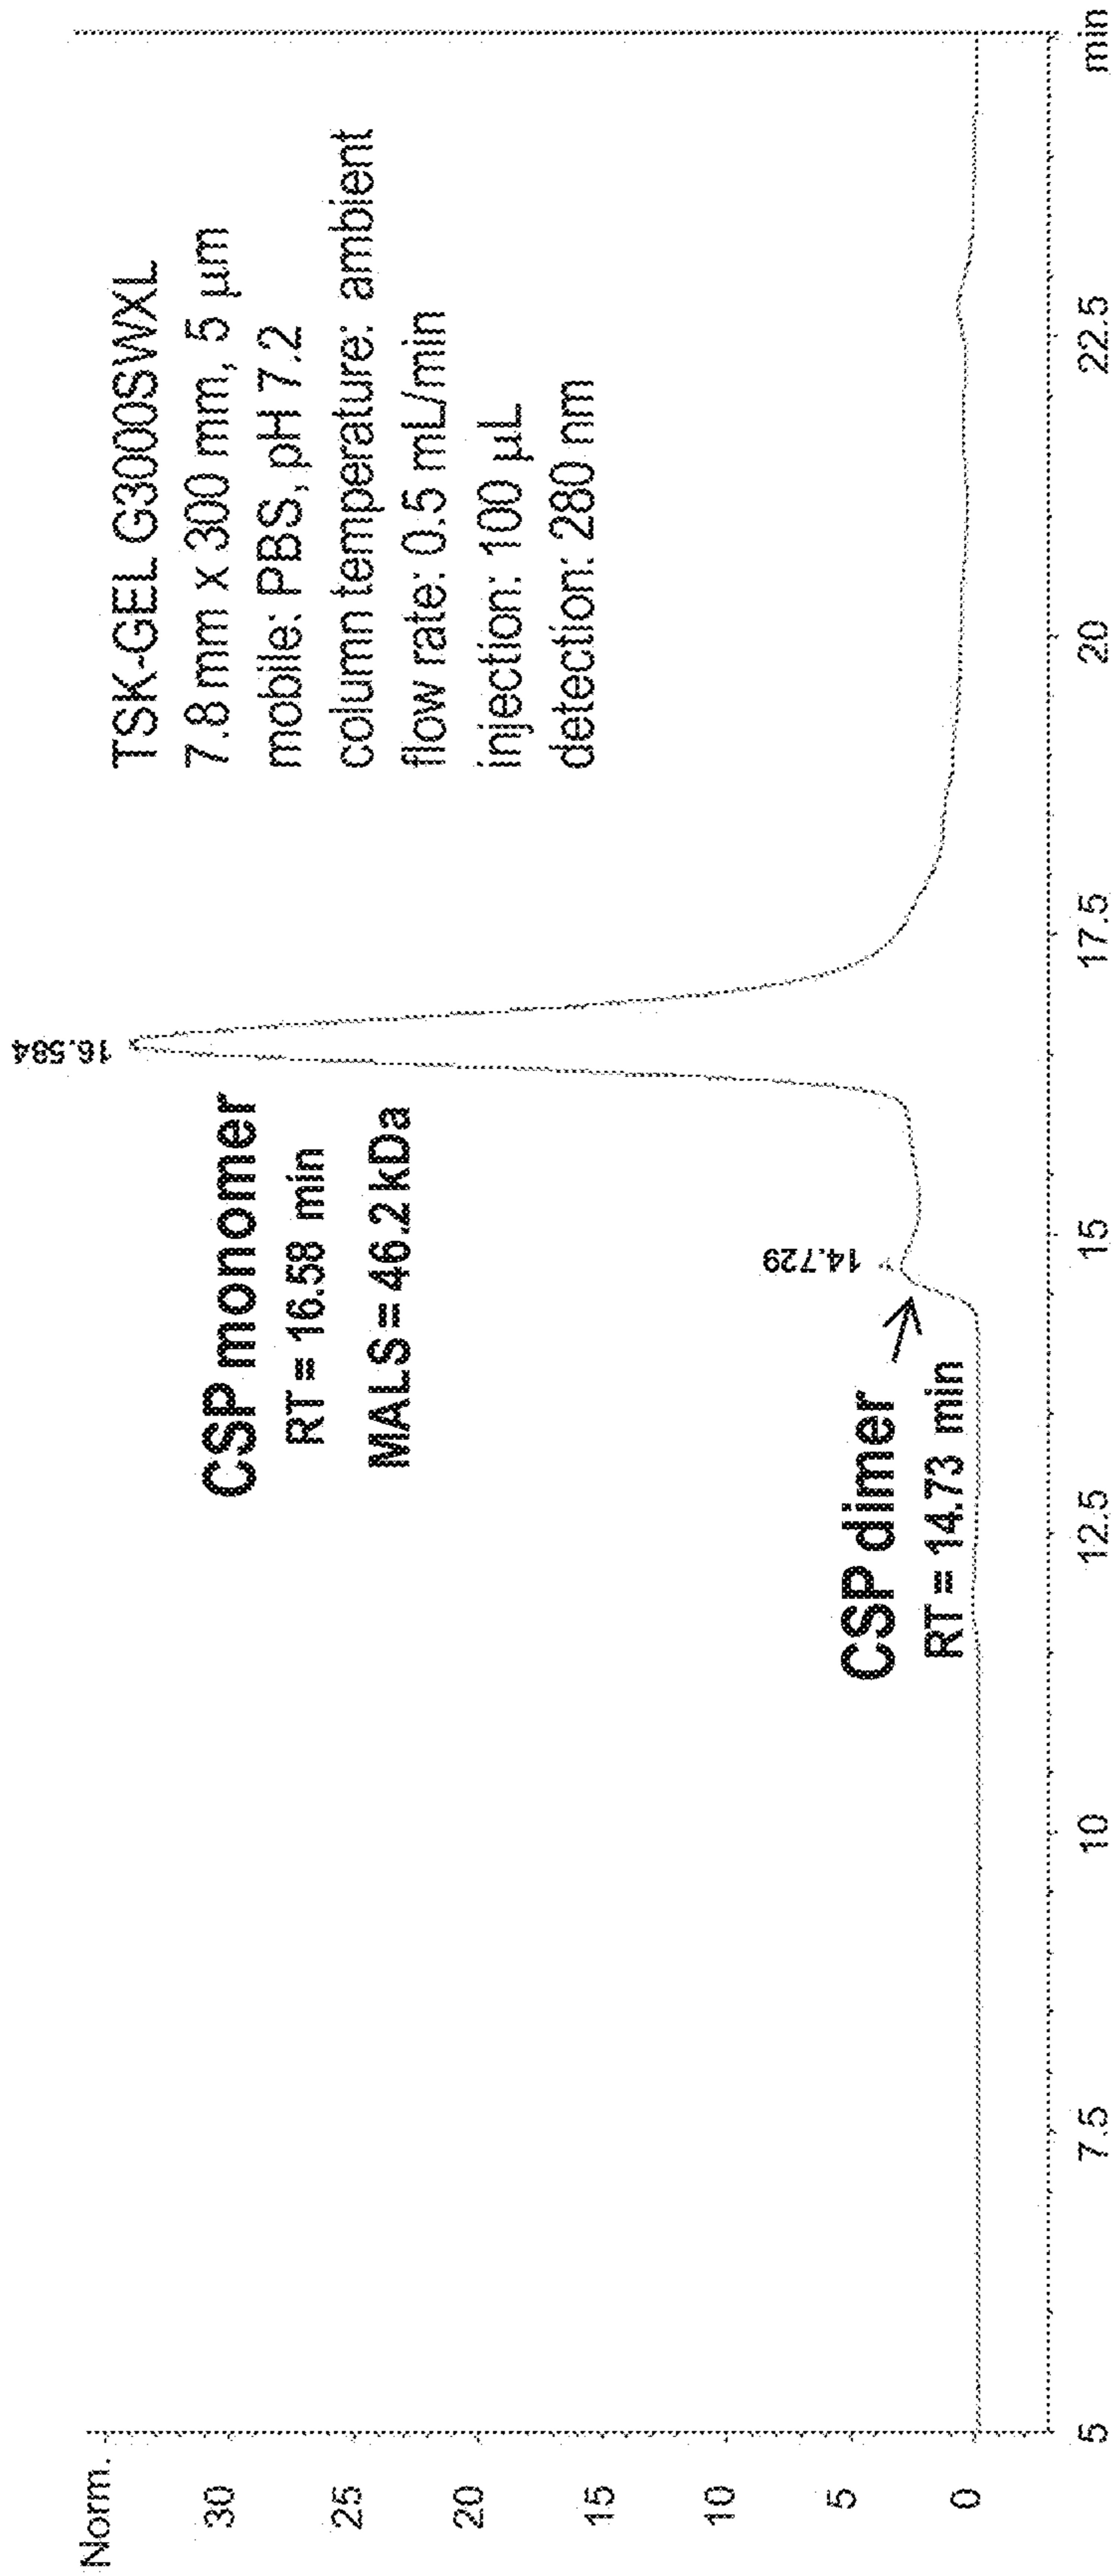 Norm.
30
25
20
15
10
5
0
16.584
CSP monomer
RT = 16.58 min
MALS = 46.2 kDa
14.729
CSP dimer
RT = 14.73 min
TSK-GEL G3000SWXL
7.8 mm x 300 mm, 5 µm
mobile: PBS, pH 7.2
column temperature: ambient
flow rate: 0.5 mL/min
injection: 100 µL
detection: 280 nm
5
7.5
10
12.5
15
17.5
20
22.5
min